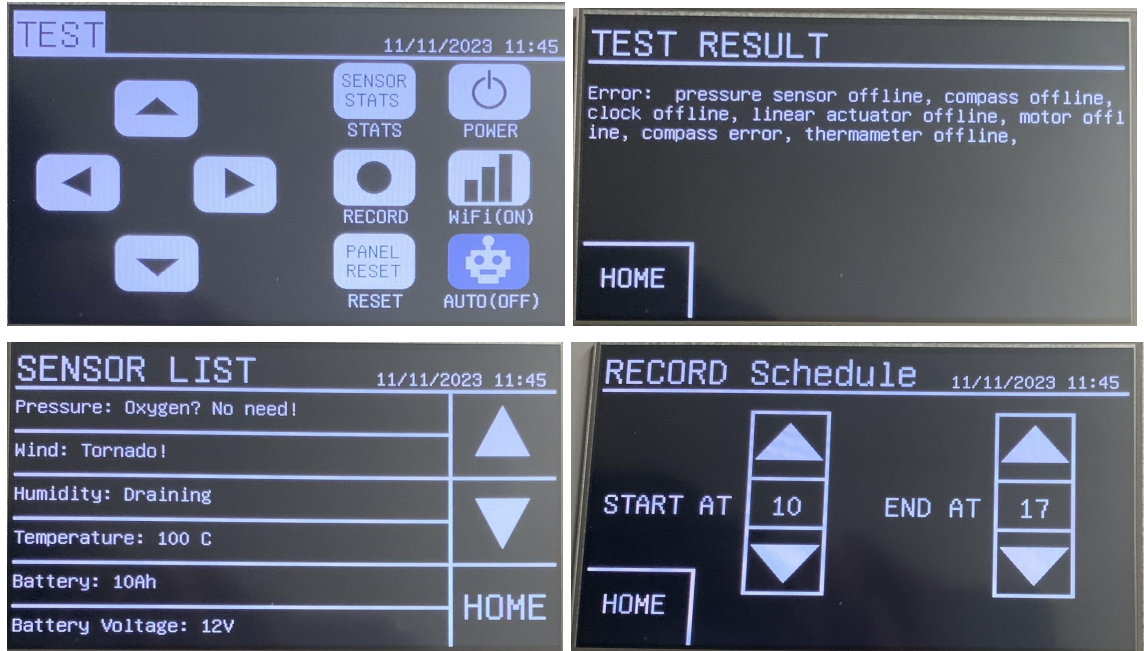 TEST
11/11/2023 11:45
SENSOR
STATS
STATS
POWER
RECORD
WiFi(ON)
PANEL
RESET
RESET
AUTO(OFF)
TEST RESULT
Error:  pressure sensor offline, compass offline,
clock offline, linear actuator offline, motor offl
ine, compass error, thermameter offline,
HOME
SENSOR LIST
11/11/2023 11:45
Pressure: Oxygen? No need!
Wind: Tornado!
Humidity: Draining
Temperature: 100 C
Battery: 10Ah
Battery Voltage: 12V
HOME
RECORD Schedule
11/11/2023 11:45
START AT
10
END AT
17
HOME